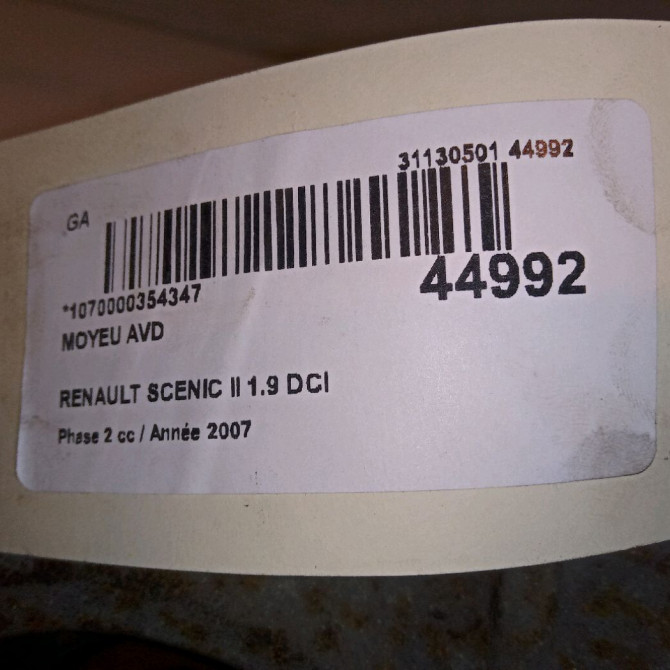 31130501 44992
GA
44992
*1070000354347
MOYEU AVD
RENAULT SCENIC II 1.9 DCI
Phase 2 cc / Année 2007